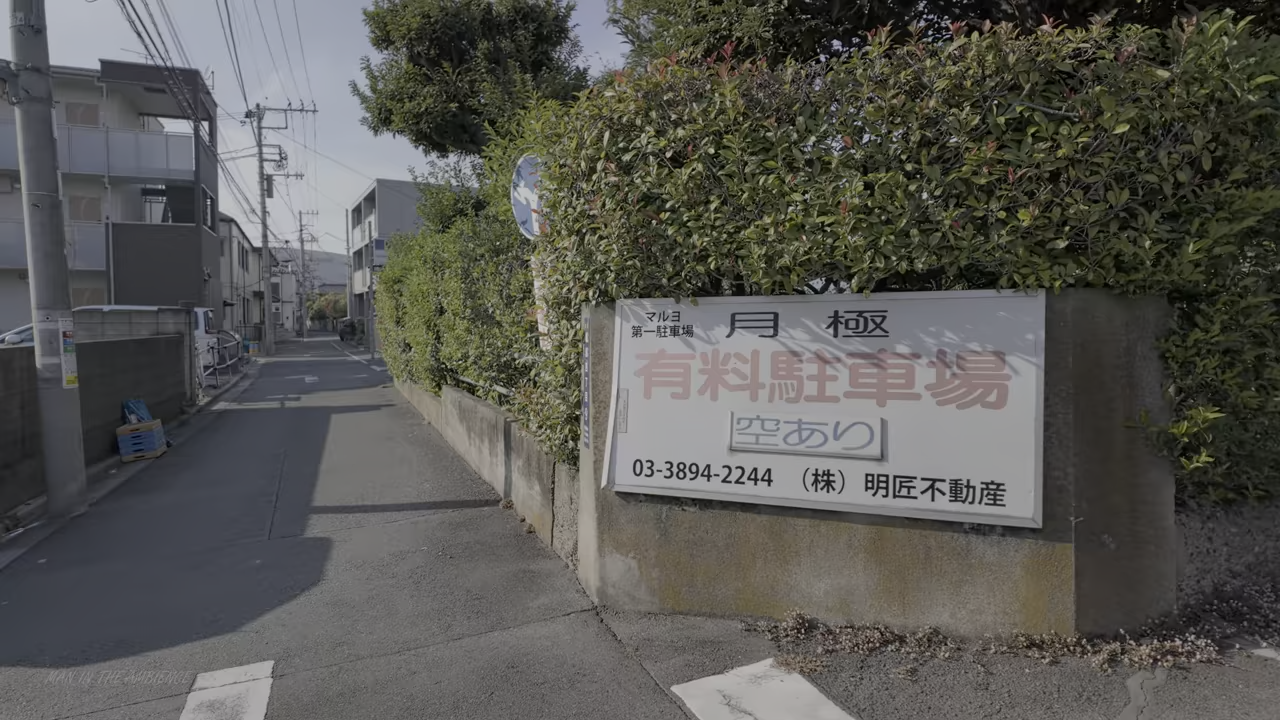 マルヨ
第一駐車場
月極
有料駐車場
空あり
03-3894-2244 （株）明匠不動産
MAN IN THE AMBIENCE